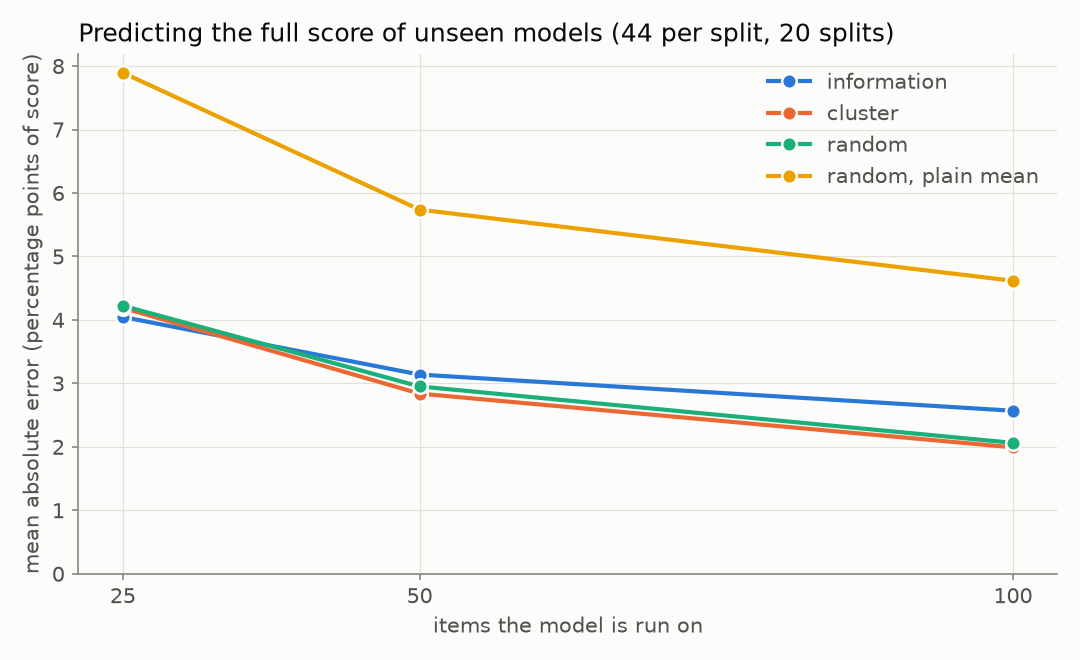 Predicting the full score of unseen models (44 per split, 20 splits)
mean absolute error (percentage points of score)
8
7
6
5
4
3
2
1
0
information
cluster
random
random, plain mean
25
50
100
items the model is run on